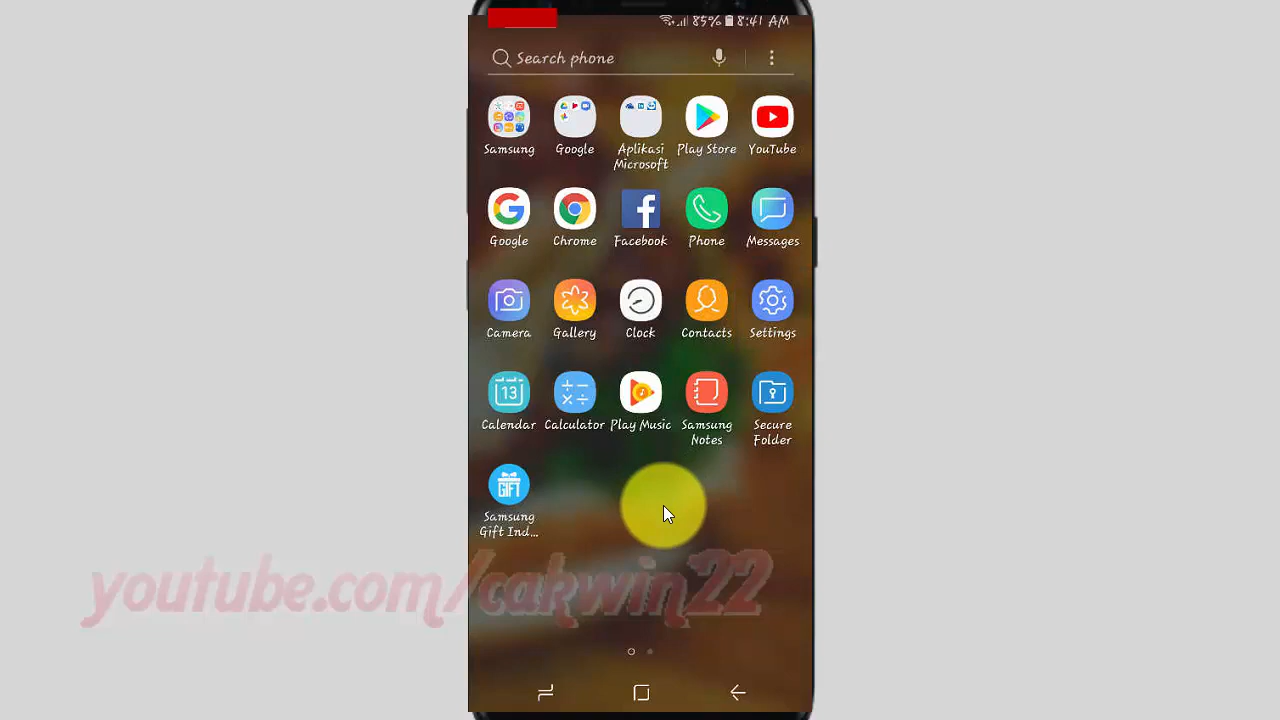 85% 8:41 AM
Search phone
Samsung Google Aplikasi Microsoft Play Store YouTube
Google Chrome Facebook Phone Messages
Camera Gallery Clock Contacts Settings
13
Calendar Calculator Play Music Samsung Notes Secure Folder
GIFT
Samsung Gift Ind...
youtube.com/cakwin22